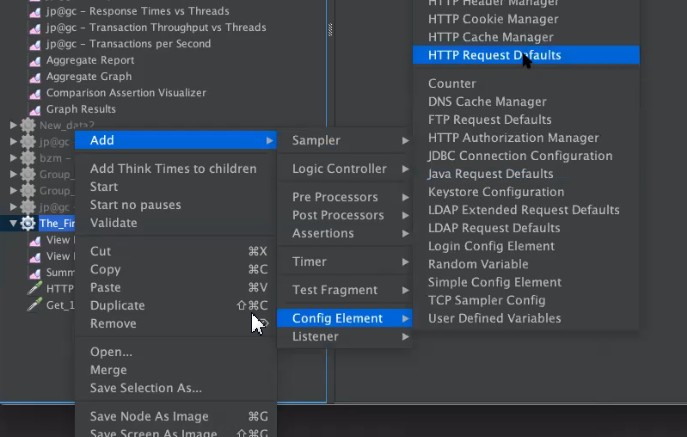 jp@gc - Response Times vs Threads
jp@gc - Transaction Throughput vs Threads
jp@gc - Transactions per Second
Aggregate Report
Aggregate Graph
Comparison Assertion Visualizer
Graph Results
New_data2
jp@gc
bzm -
Group_
Group_
jp@gc
The_Fir
View
View
Summ
HTTP
Get_1
Add
Add Think Times to children
Start
Start no pauses
Validate
Cut ⌘X
Copy ⌘C
Paste ⌘V
Duplicate ⇧⌘C
Remove
Open...
Merge
Save Selection As...
Save Node As Image ⌘G
Save Screen As Image ⇧⌘G
Sampler
Logic Controller
Pre Processors
Post Processors
Assertions
Timer
Test Fragment
Config Element
Listener
HTTP Header Manager
HTTP Cookie Manager
HTTP Cache Manager
HTTP Request Defaults
Counter
DNS Cache Manager
FTP Request Defaults
HTTP Authorization Manager
JDBC Connection Configuration
Java Request Defaults
Keystore Configuration
LDAP Extended Request Defaults
LDAP Request Defaults
Login Config Element
Random Variable
Simple Config Element
TCP Sampler Config
User Defined Variables